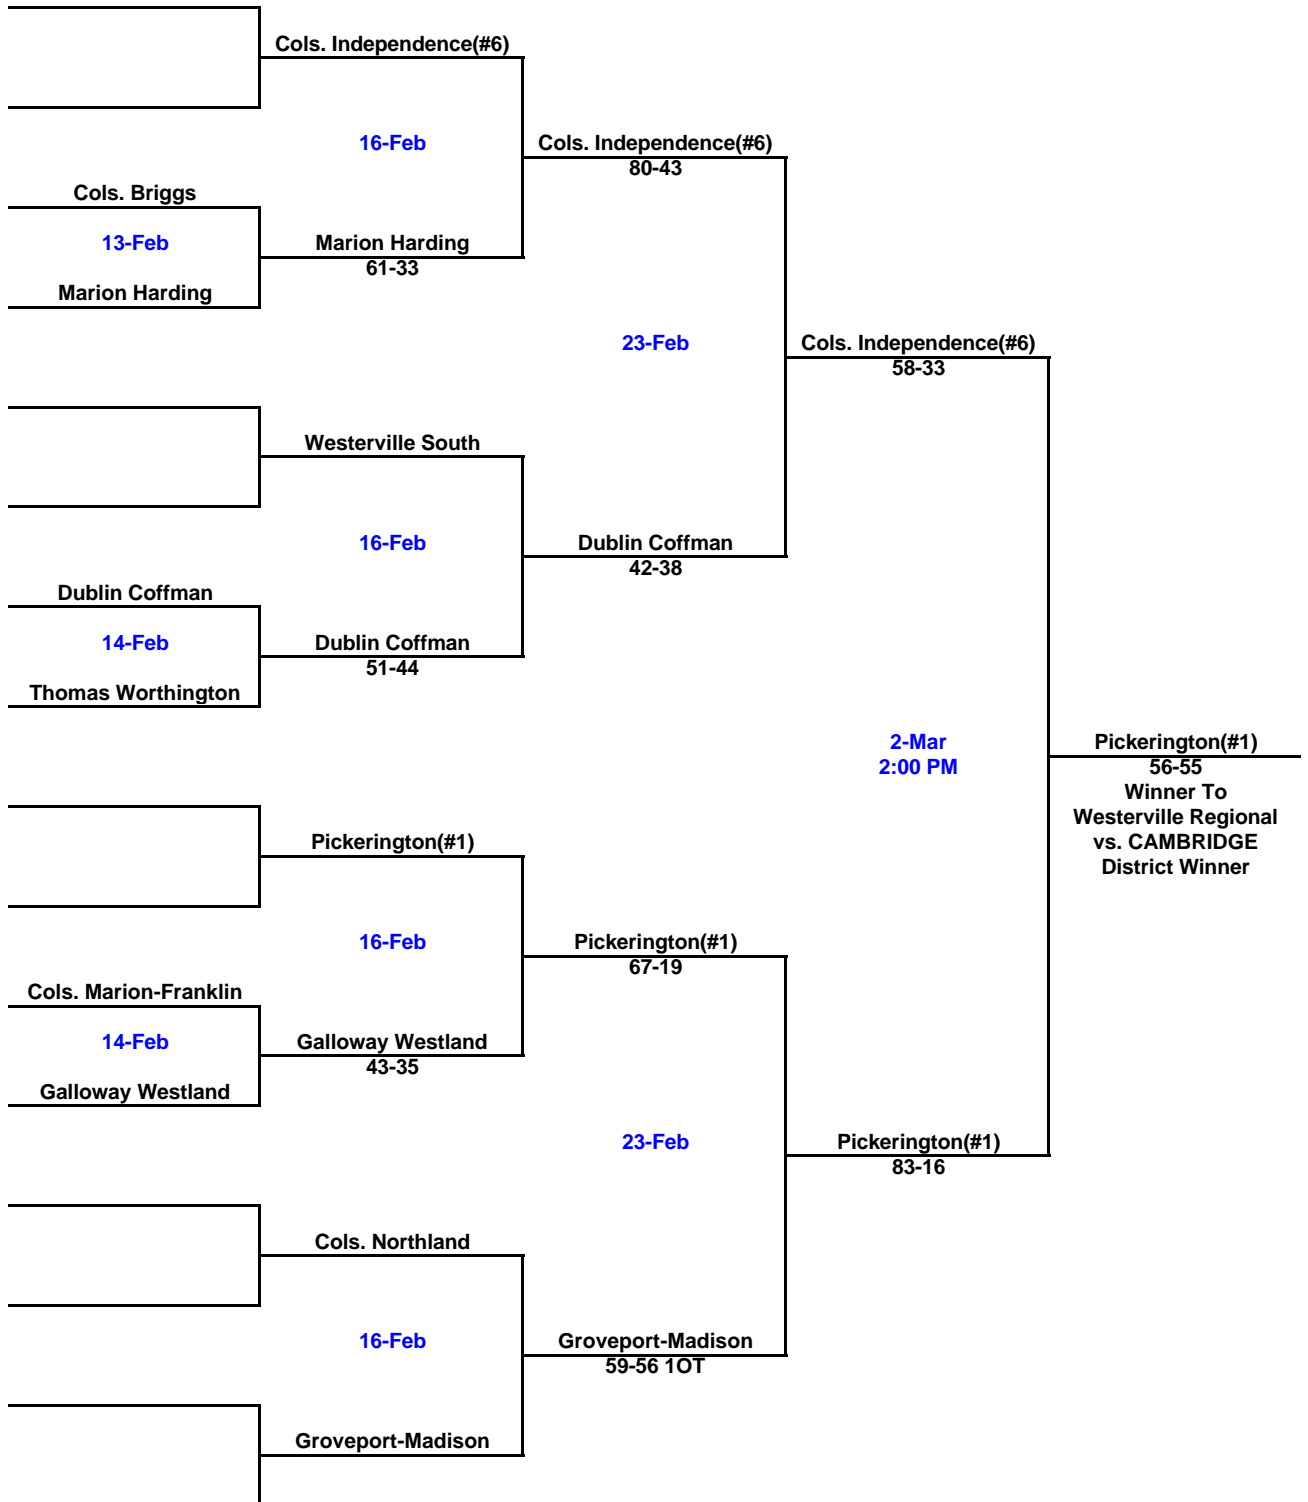 Cols. Independence(#6)
16-Feb
Cols. Independence(#6)
80-43
Cols. Briggs
13-Feb
Marion Harding
61-33
Marion Harding
23-Feb
Cols. Independence(#6)
58-33
Westerville South
16-Feb
Dublin Coffman
42-38
Dublin Coffman
14-Feb
Dublin Coffman
51-44
Thomas Worthington
2-Mar
2:00 PM
Pickerington(#1)
56-55
Winner To
Westerville Regional
vs. CAMBRIDGE
District Winner
Pickerington(#1)
16-Feb
Pickerington(#1)
67-19
Cols. Marion-Franklin
14-Feb
Galloway Westland
43-35
Galloway Westland
23-Feb
Pickerington(#1)
83-16
Cols. Northland
16-Feb
Groveport-Madison
59-56 1OT
Groveport-Madison